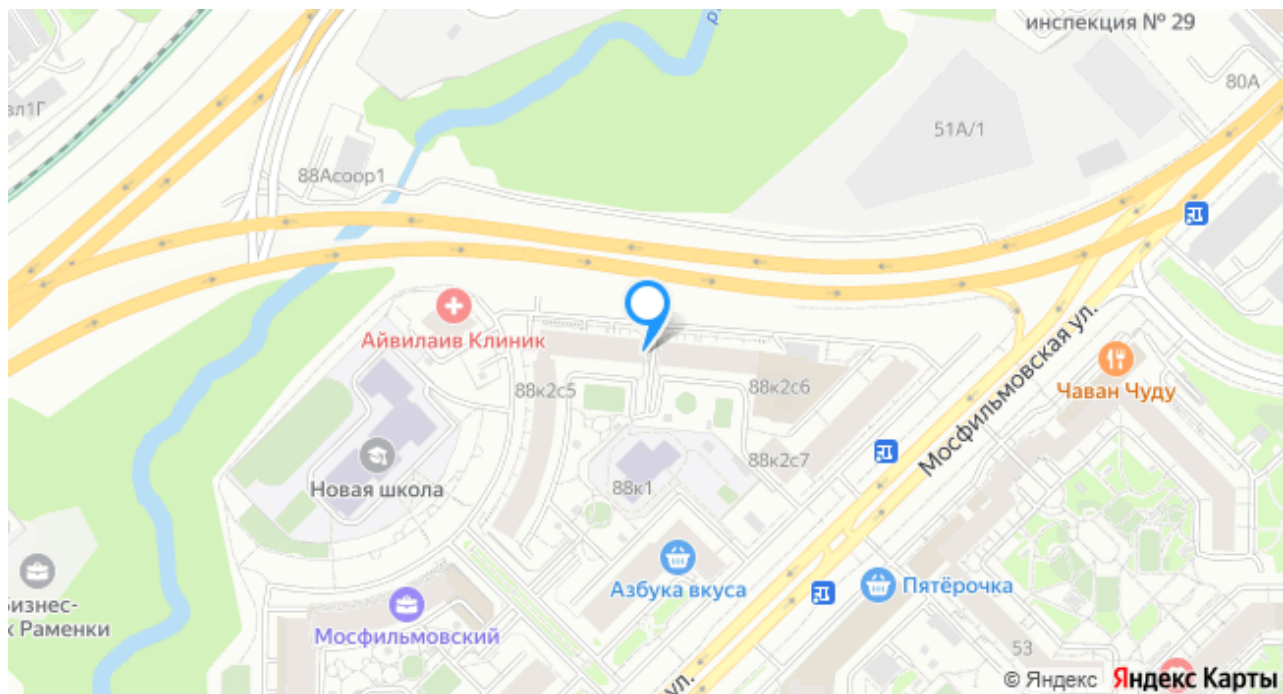 инспекция № 29
80А
вл1Г
51А/1
88Асоор1
Айвилаив Клиник
88к2с5
88к2с6
Чаван Чуду
Мосфильмовская ул.
88к2с7
Новая школа
88к1
Азбука вкуса
Пятёрочка
Бизнес-
к Раменки
Мосфильмовский
53
ул.
© Яндекс Яндекс Карты